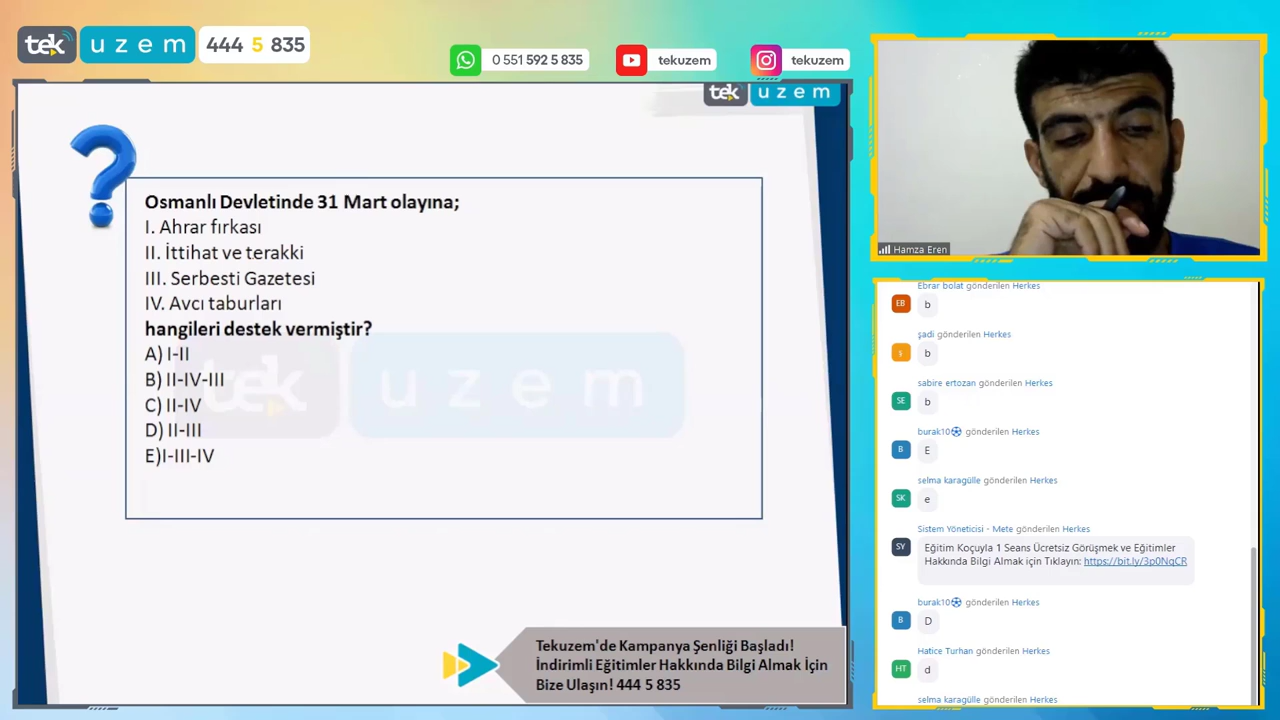 tek uzem 444 5 835
0 551 592 5 835
tekuzem
tekuzem
tek uzem
Osmanlı Devletinde 31 Mart olayına;
I. Ahrar fırkası
II. İttihat ve terakki
III. Serbesti Gazetesi
IV. Avcı taburları
hangileri destek vermiştir?
A) I-II
B) II-IV-III
C) II-IV
D) II-III
E)I-III-IV
tek uzem
Tekuzem'de Kampanya Şenliği Başladı!
İndirimli Eğitimler Hakkında Bilgi Almak İçin
Bize Ulaşın! 444 5 835
Hamza Eren
Ebrar bolat gönderilen Herkes
EB
b
şadi gönderilen Herkes
ş
b
sabire ertozan gönderilen Herkes
SE
b
burak10⚽ gönderilen Herkes
B
E
selma karagülle gönderilen Herkes
SK
e
Sistem Yöneticisi - Mete gönderilen Herkes
SY
Eğitim Koçuyla 1 Seans Ücretsiz Görüşmek ve Eğitimler
Hakkında Bilgi Almak için Tıklayın: https://bit.ly/3p0NqCR
burak10⚽ gönderilen Herkes
B
D
Hatice Turhan gönderilen Herkes
HT
d
selma karagülle gönderilen Herkes